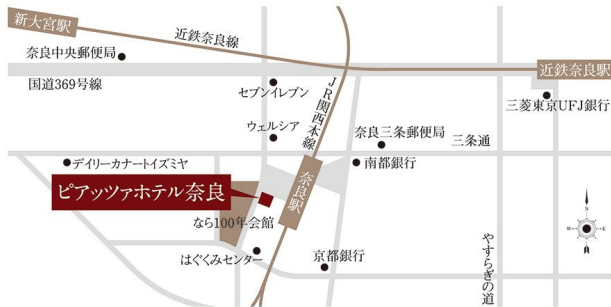 新大宮駅
近鉄奈良線
奈良中央郵便局
近鉄奈良駅
国道369号線
セブンイレブン
JR関西本線
三菱東京UFJ銀行
ウェルシア
奈良三条郵便局
三条通
デイリーカナートイズミヤ
南都銀行
ピアッツァホテル奈良
奈良駅
なら100年会館
N
W
E
S
はぐくみセンター
京都銀行
やすらぎの道